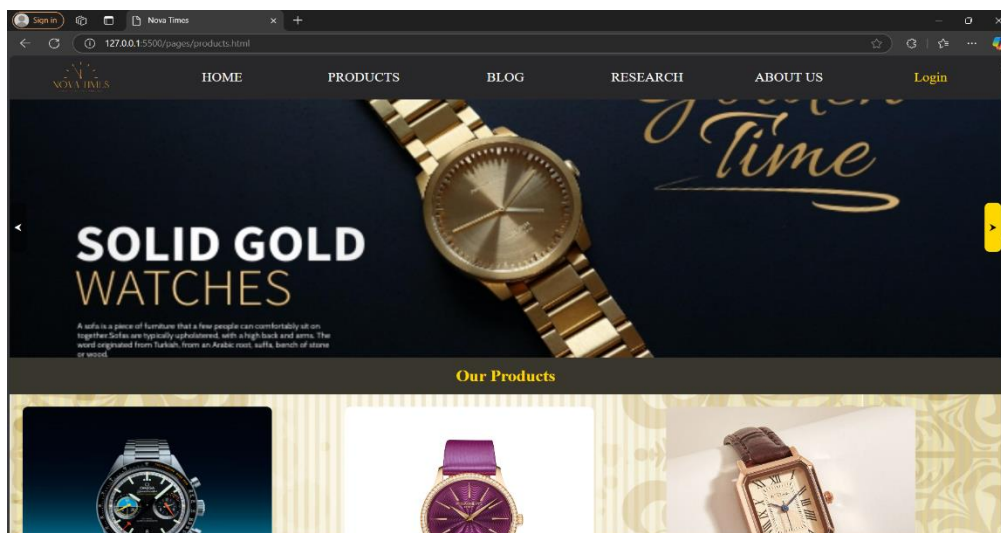 Sign in
Nova Times
127.0.0.1:5500/pages/products.html
NOVA TIMES
HOME
PRODUCTS
BLOG
RESEARCH
ABOUT US
Login
Golden
Time
SOLID GOLD
WATCHES
A sofa is a piece of furniture that a few people can comfortably sit on
together.Sofas are typically upholstered, with a high back and arms. The
word originated from Turkish, from an Arabic root, suffa, bench of stone
or wood.
Our Products